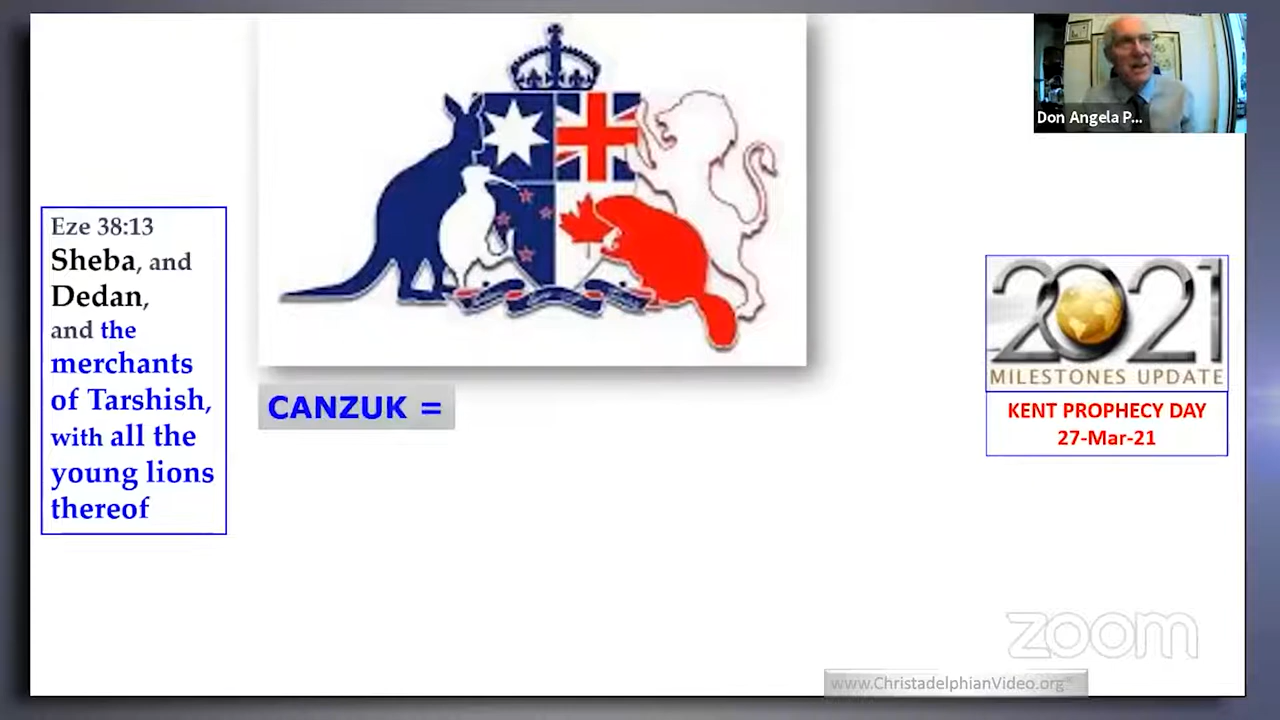 Eze 38:13
Sheba, and
Dedan,
and the
merchants
of Tarshish,
with all the
young lions
thereof
CANZUK =
Don Angela P...
2021
MILESTONES UPDATE
KENT PROPHECY DAY
27-Mar-21
zoom
www.ChristadelphianVideo.org